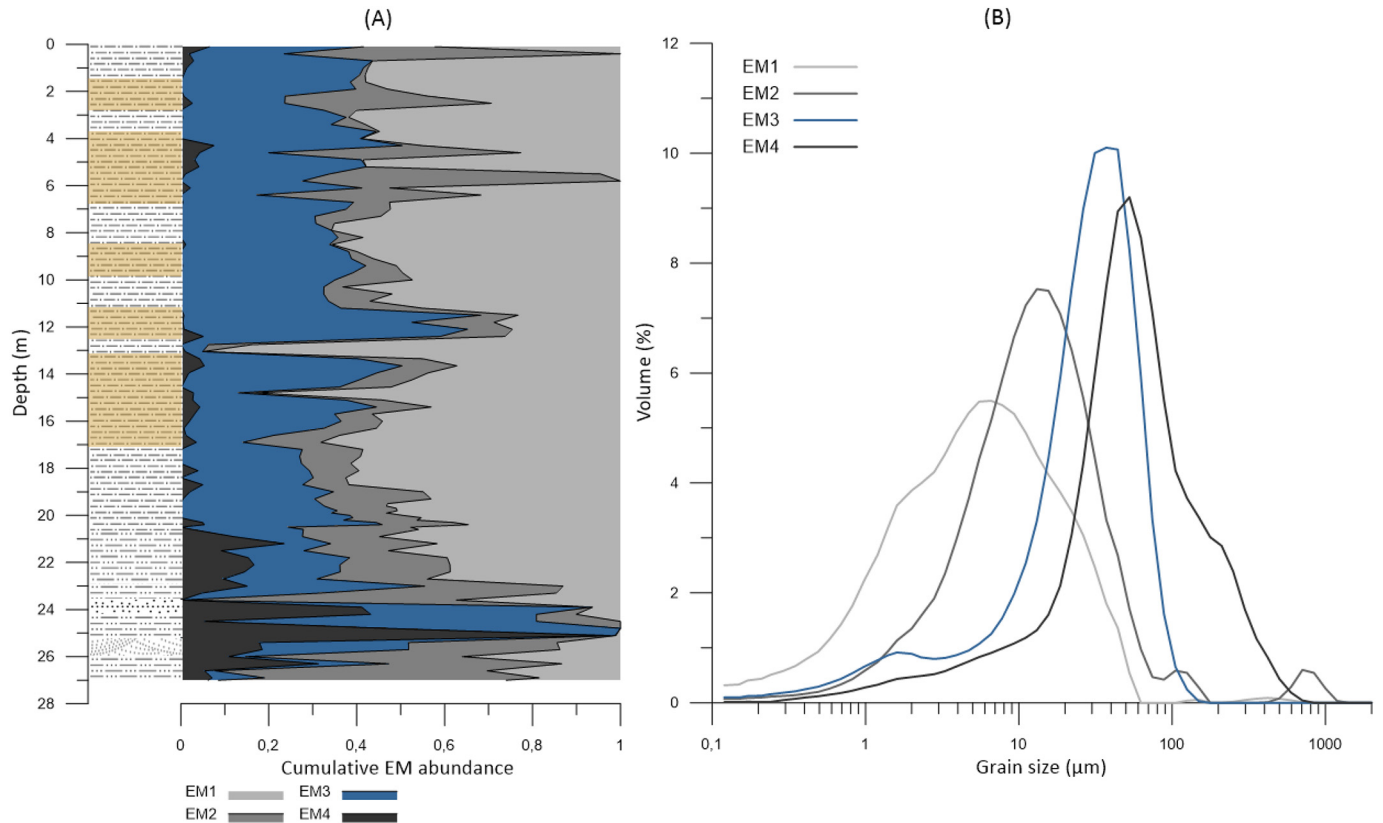 (A)
0
2
4
6
8
10
12
14
16
18
20
22
24
26
28
Depth (m)
0
0,2
0,4
0,6
0,8
1
Cumulative EM abundance
EM1
EM3
EM2
EM4
(B)
12
10
8
6
4
2
0
Volume (%)
EM1
EM2
EM3
EM4
0,1
1
10
100
1000
Grain size (μm)